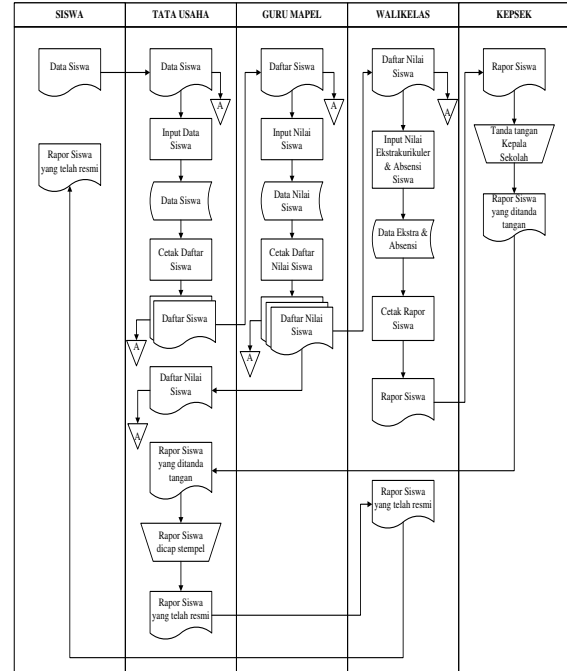 SISWA
TATA USAHA
GURU MAPEL
WALIKELAS
KEPSEK
Data Siswa
Rapor Siswa
yang telah resmi
Data Siswa
A
Input Data
Siswa
Data Siswa
Cetak Daftar
Siswa
Daftar Siswa
A
Daftar Nilai
Siswa
A
Rapor Siswa
yang ditanda
tangan
Rapor Siswa
dicap stempel
Rapor Siswa
yang telah resmi
Daftar Siswa
A
Input Nilai
Siswa
Data Nilai
Siswa
Cetak Daftar
Nilai Siswa
Daftar Nilai
Siswa
A
Daftar Nilai
Siswa
A
Input Nilai
Ekstrakurikuler
& Absensi
Siswa
Data Ekstra &
Absensi
Cetak Rapor
Siswa
Rapor Siswa
Rapor Siswa
yang telah resmi
Rapor Siswa
Tanda tangan
Kepala
Sekolah
Rapor Siswa
yang ditanda
tangan